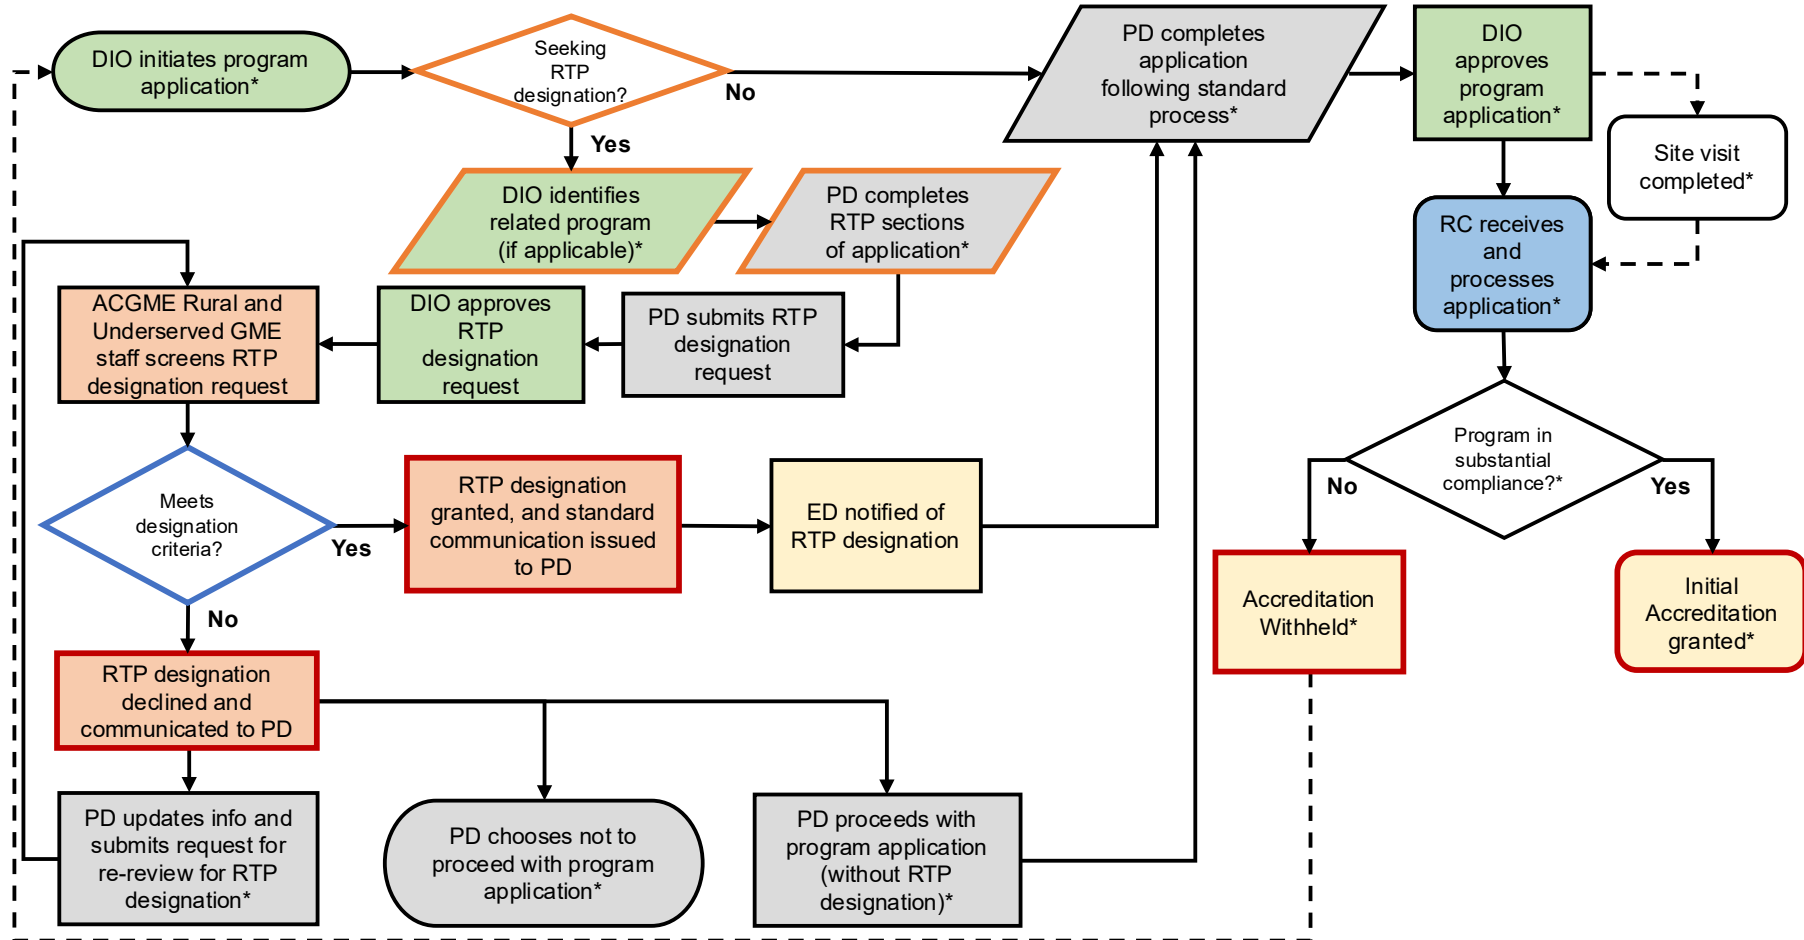 DIO initiates program
application*
Seeking
RTP
designation?
No
Yes
PD completes
application
following standard
process*
DIO
approves
program
application*
Site visit
completed*
DIO identifies
related program
(if applicable)*
PD completes
RTP sections
of application*
RC receives
and
processes
application*
ACGME Rural and
Underserved GME
staff screens RTP
designation request
DIO approves
RTP
designation
request
PD submits RTP
designation
request
Meets
designation
criteria?
Yes
No
RTP designation
granted, and standard
communication issued
to PD
ED notified of
RTP designation
Program in
substantial
compliance?*
No
Yes
Accreditation
Withheld*
Initial
Accreditation
granted*
RTP designation
declined and
communicated to PD
PD updates info and
submits request for
re-review for RTP
designation*
PD chooses not to
proceed with program
application*
PD proceeds with
program application
(without RTP
designation)*